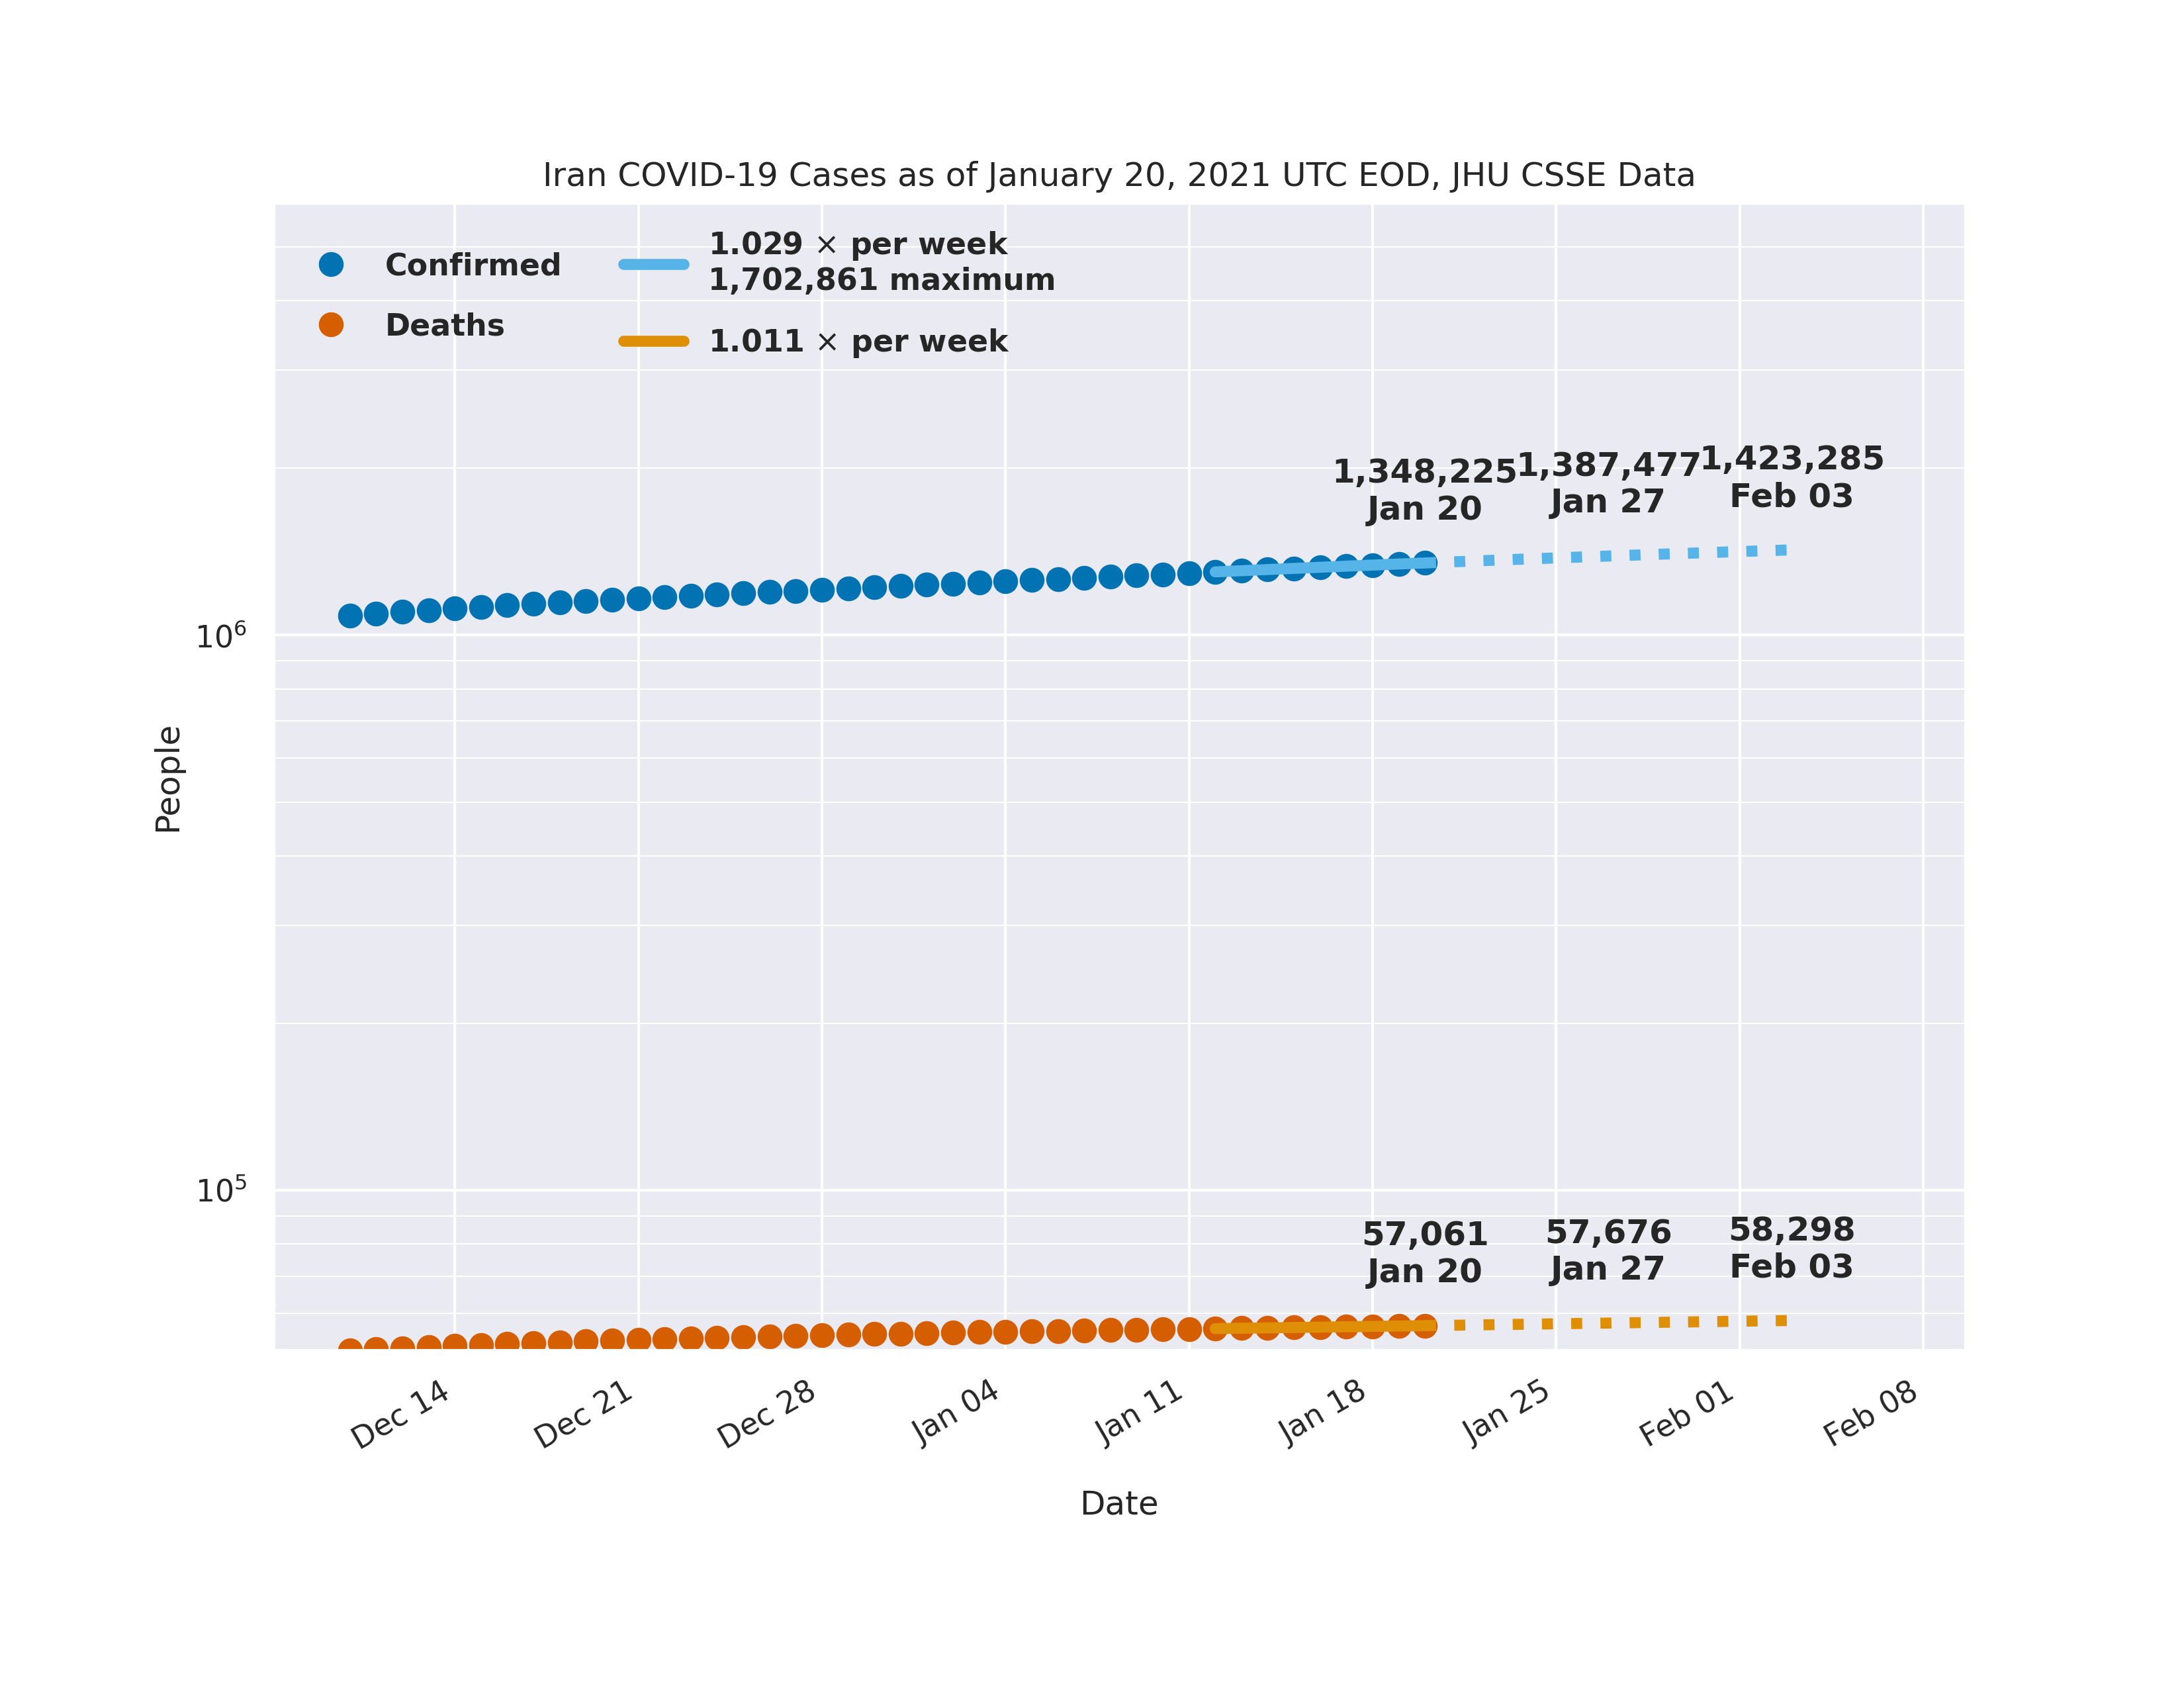 Iran COVID-19 Cases as of January 20, 2021 UTC EOD, JHU CSSE Data
Confirmed
Deaths
1.029 × per week
1,702,861 maximum
1.011 × per week
1,348,225
Jan 20
1,387,477
Jan 27
1,423,285
Feb 03
10⁶
People
10⁵
57,061
Jan 20
57,676
Jan 27
58,298
Feb 03
Dec 14
Dec 21
Dec 28
Jan 04
Jan 11
Jan 18
Jan 25
Feb 01
Feb 08
Date